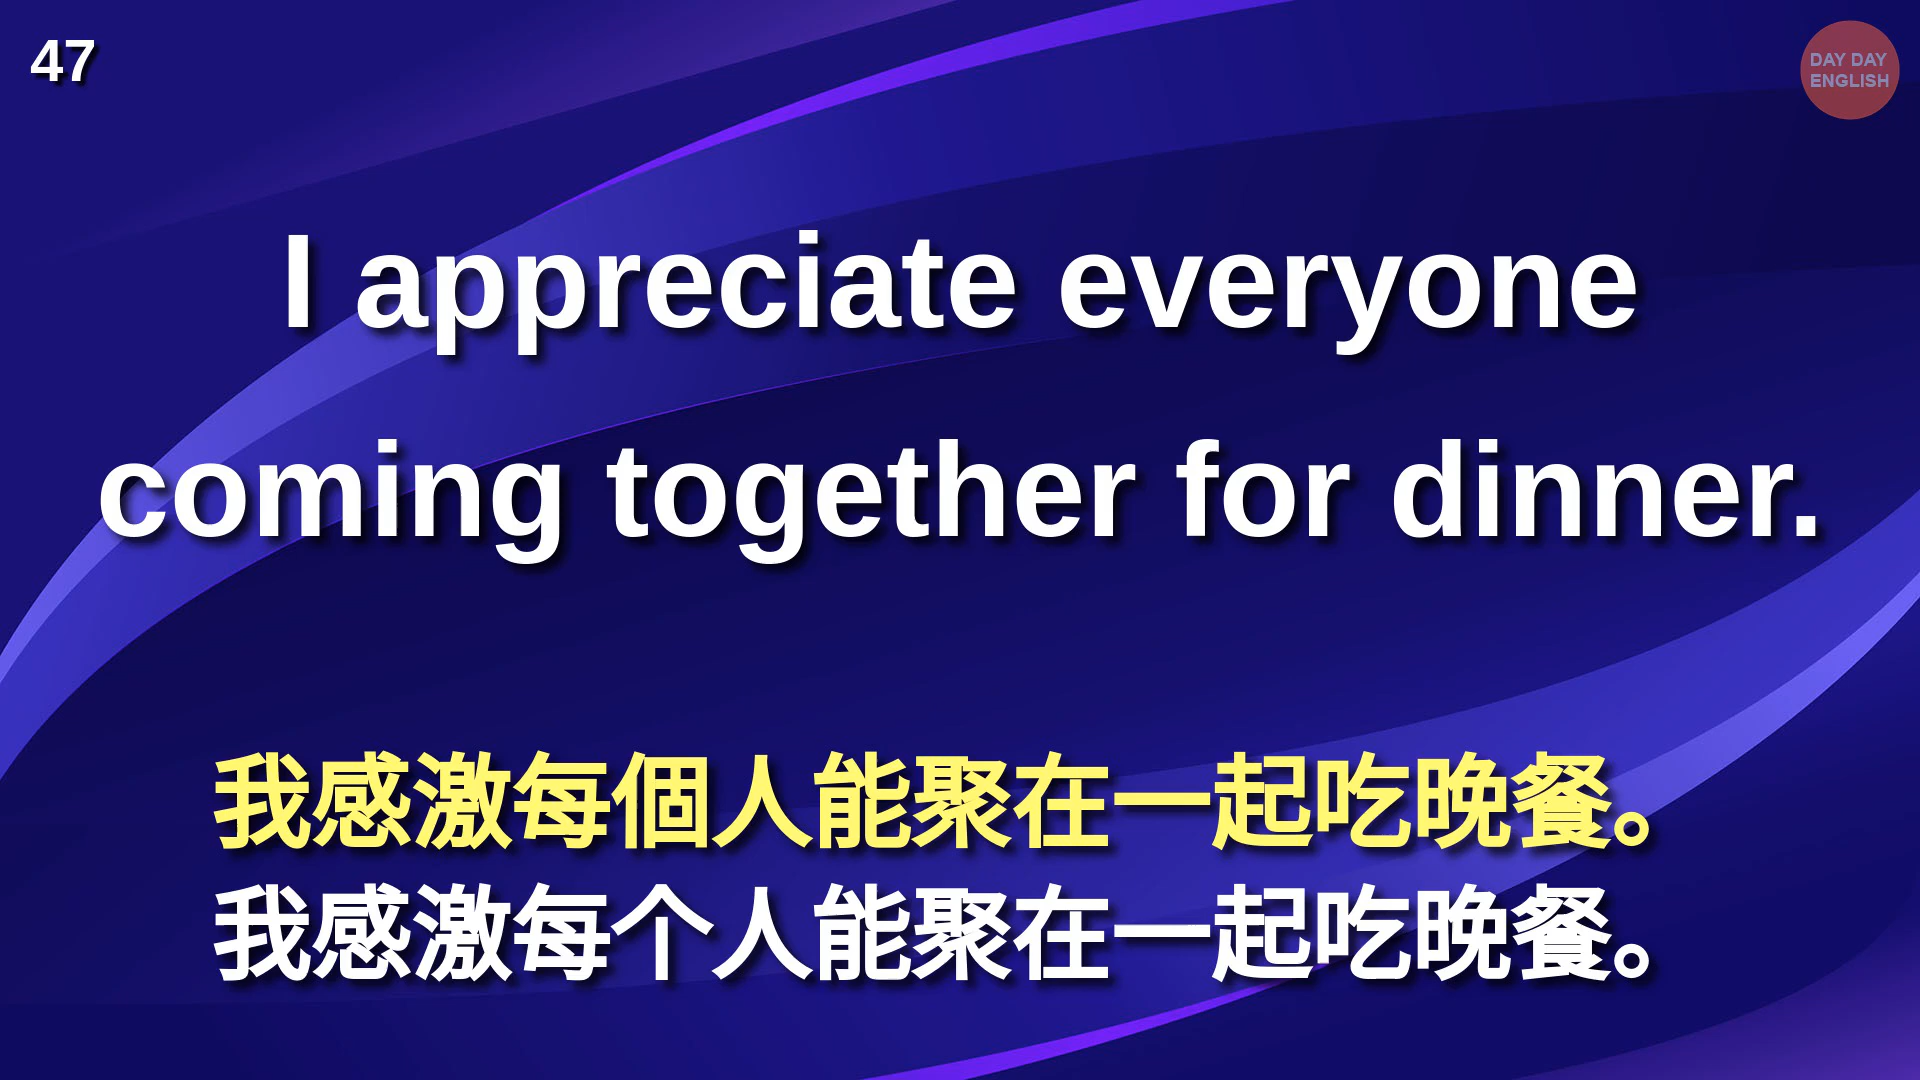 47
DAY DAY
ENGLISH
I appreciate everyone
coming together for dinner.
我感激每個人能聚在一起吃晚餐。
我感激每个人能聚在一起吃晚餐。